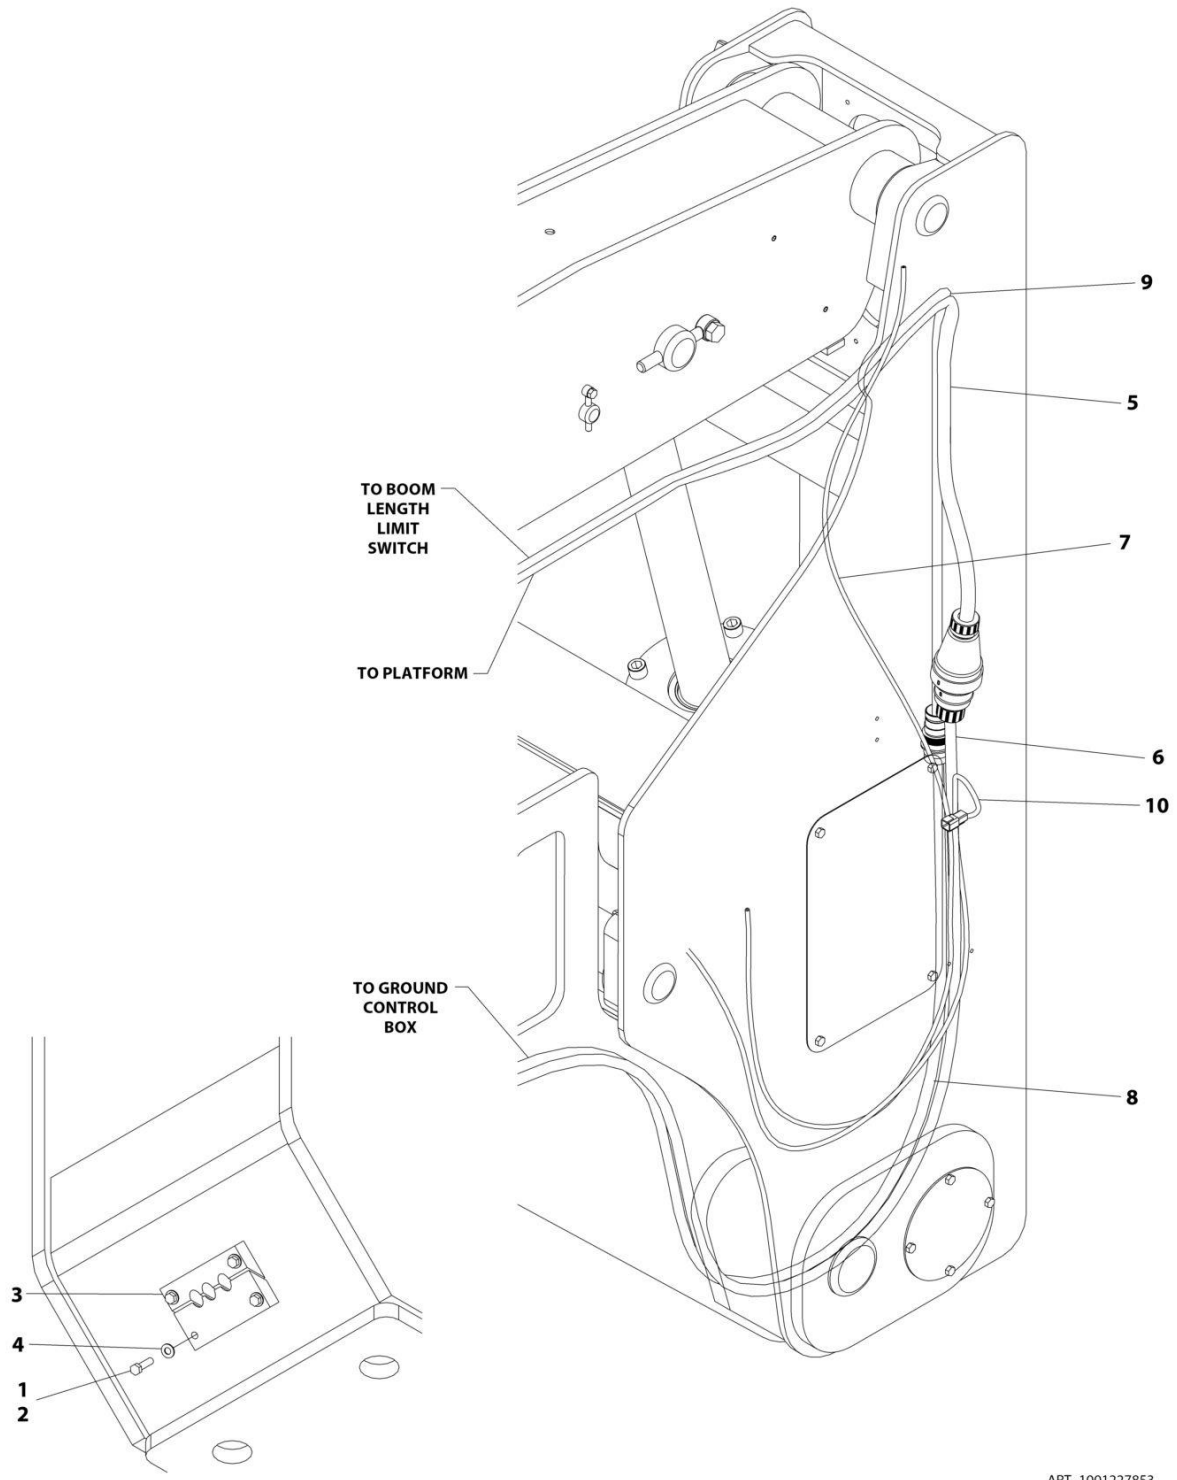 9
5
TO BOOM
LENGTH
LIMIT
SWITCH
7
TO PLATFORM
6
10
TO GROUND
CONTROL
BOX
8
3
4
1
2
ART_1001227853